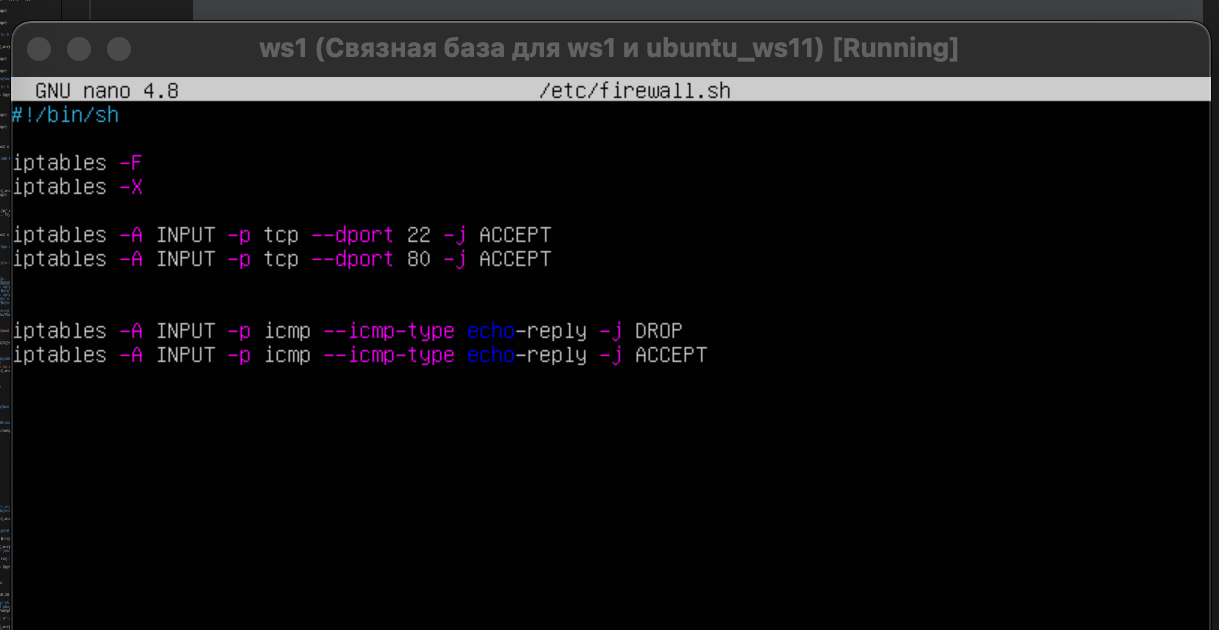 ws1 (Связная база для ws1 и ubuntu_ws11) [Running]
GNU nano 4.8 /etc/firewall.sh
#!/bin/sh
iptables -F
iptables -X
iptables -A INPUT -p tcp --dport 22 -j ACCEPT
iptables -A INPUT -p tcp --dport 80 -j ACCEPT
iptables -A INPUT -p icmp --icmp-type echo-reply -j DROP
iptables -A INPUT -p icmp --icmp-type echo-reply -j ACCEPT